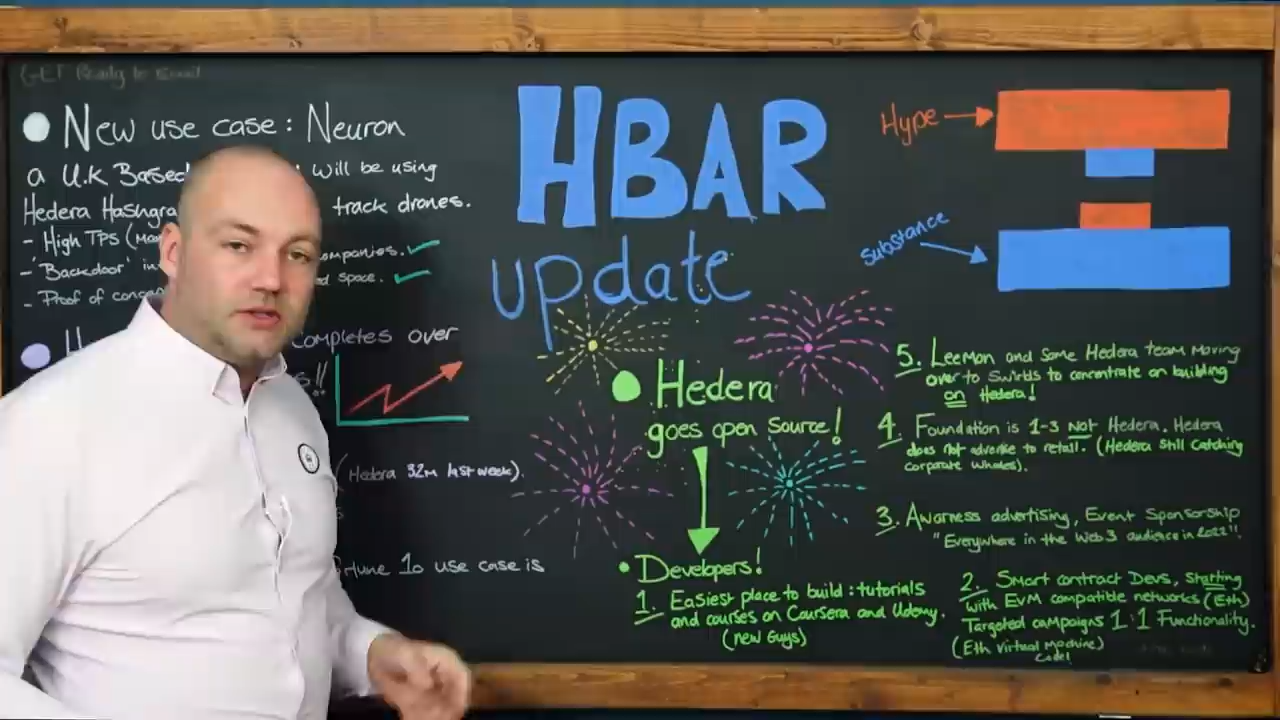 GET Ready to
New use case: Neuron
a U.K Based will be using
Hedera Hashgra track drones.
- High TPS (Ma ompanies.
- 'Backdoor' in d space.
- Proof of concep
completes over
s!!
(Hedera 32M last week).
s
rtune 10 use case is
HBAR
update
Hedera
goes open source!
• Developers!
1. Easiest place to build: tutorials
and courses on Coursera and Udemy.
(new Guys)
Hype
Substance
5. Leemon and some Hedera team moving
over to Swirlds to concentrate on building
on Hedera!
4. Foundation is 1-3 not Hedera. Hedera
does not advertise to retail. (Hedera Still Catching
corporate whales).
3. Awarness advertising, Event Sponsorship
"Everywhere in the Web3 audience in 2022"!
2. Smart contract Devs, starting
with EVM compatible networks (Eth)
Targeted campaigns 1:1 Functionality.
(Eth Virtual Machine)
Code!